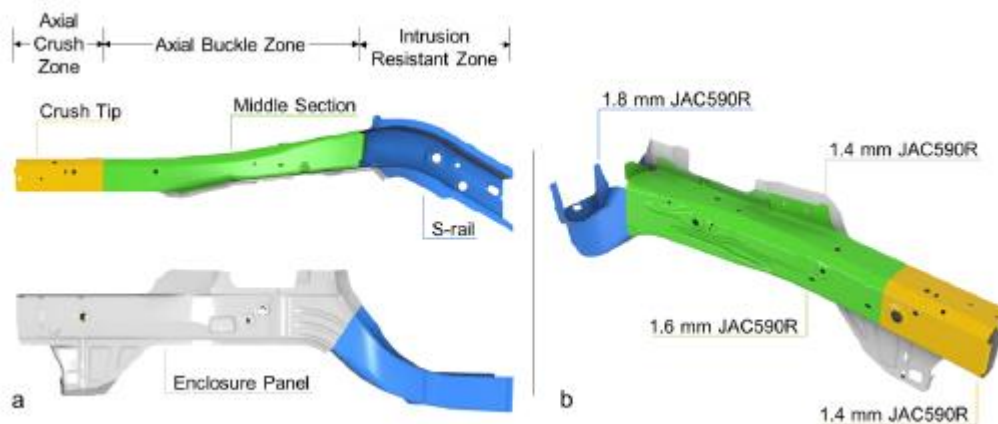 Axial
Crush
Zone
Axial Buckle Zone
Intrusion
Resistant Zone
Crush Tip
Middle Section
S-rail
Enclosure Panel
a
1.8 mm JAC590R
1.4 mm JAC590R
1.6 mm JAC590R
b
1.4 mm JAC590R